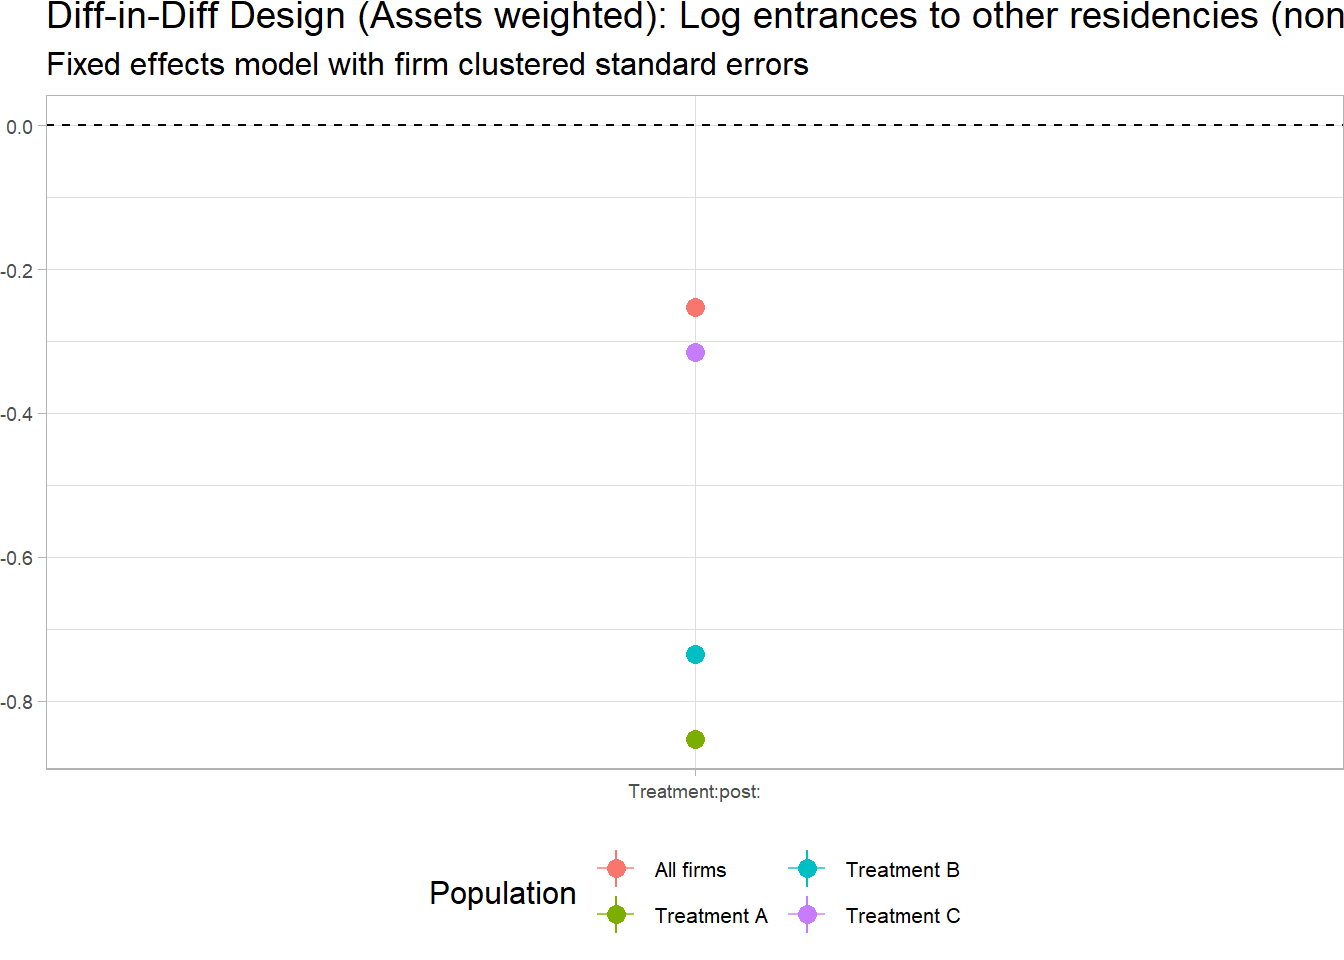 Diff-in-Diff Design (Assets weighted): Log entrances to other residencies (non
Fixed effects model with firm clustered standard errors
0.0
-0.2
-0.4
-0.6
-0.8
Treatment:post:
Population
All firms
Treatment B
Treatment A
Treatment C